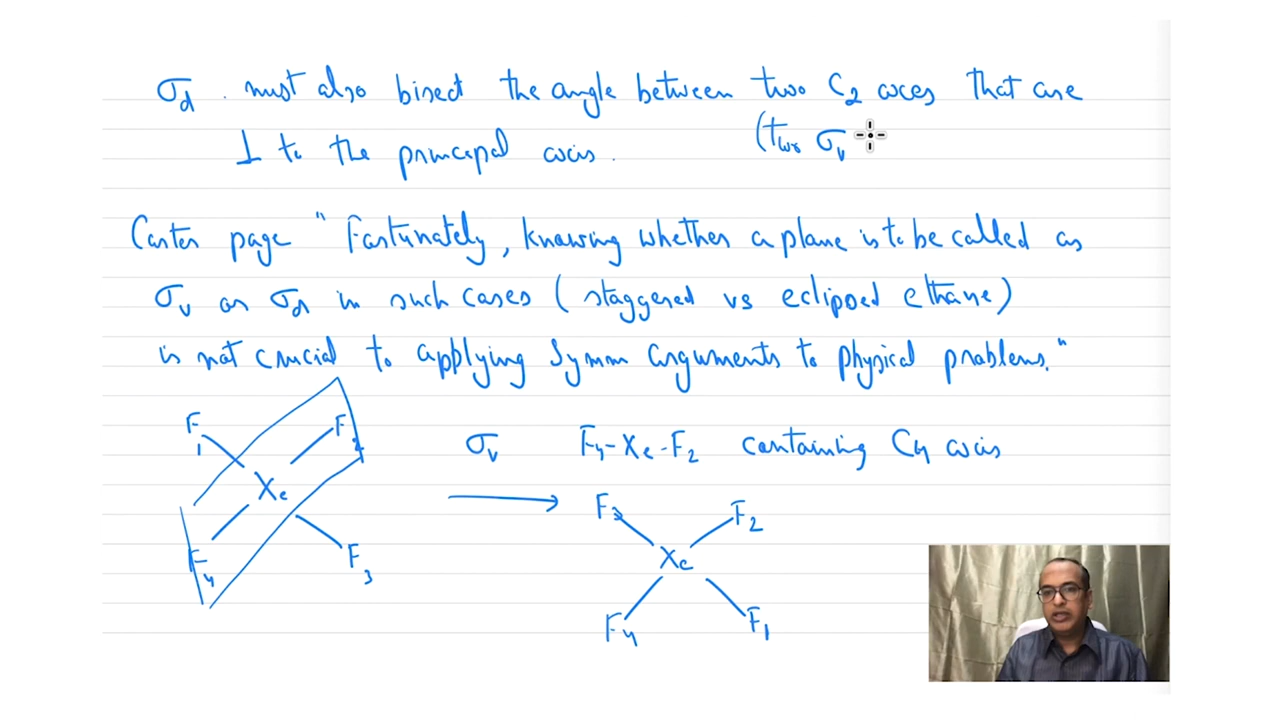 σd must also bisect the angle between two C2 axes that are
⊥ to the principal axis.
(two σv
Carter page "Fortunately, knowing whether a plane is to be called as
σv or σd in such cases (staggered vs eclipsed ethane)
is not crucial to applying Symm arguments to physical problems."
F1 F2
Xe
F4 F3
σv F4-Xe-F2 containing C4 axis
F3 F2
Xe
F4 F1